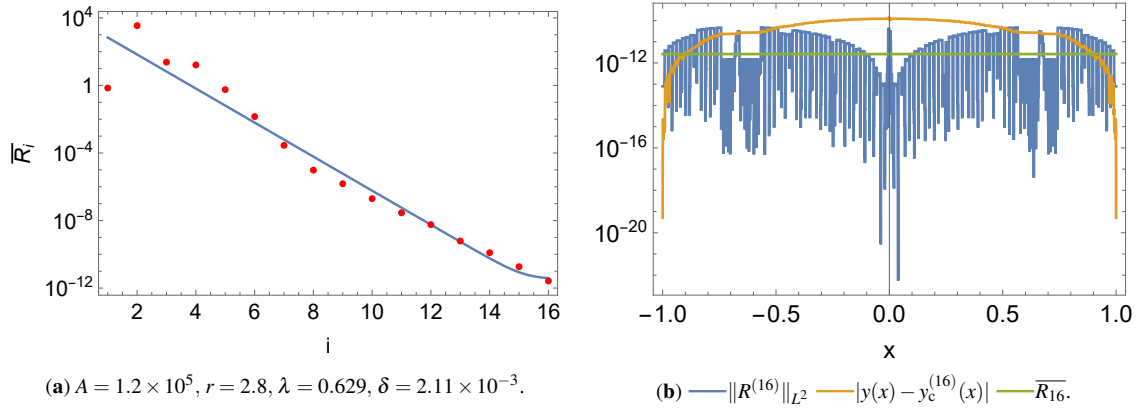 10^4
1
10^-4
10^-8
10^-12
R̅_i
2 4 6 8 10 12 14 16
i
(a) A = 1.2 × 10^5, r = 2.8, λ = 0.629, δ = 2.11 × 10^-3.
10^-12
10^-16
10^-20
-1.0 -0.5 0.0 0.5 1.0
x
(b) ‖R^(16)‖_L^2 |y(x) − y_c^(16)(x)| R̅_16.